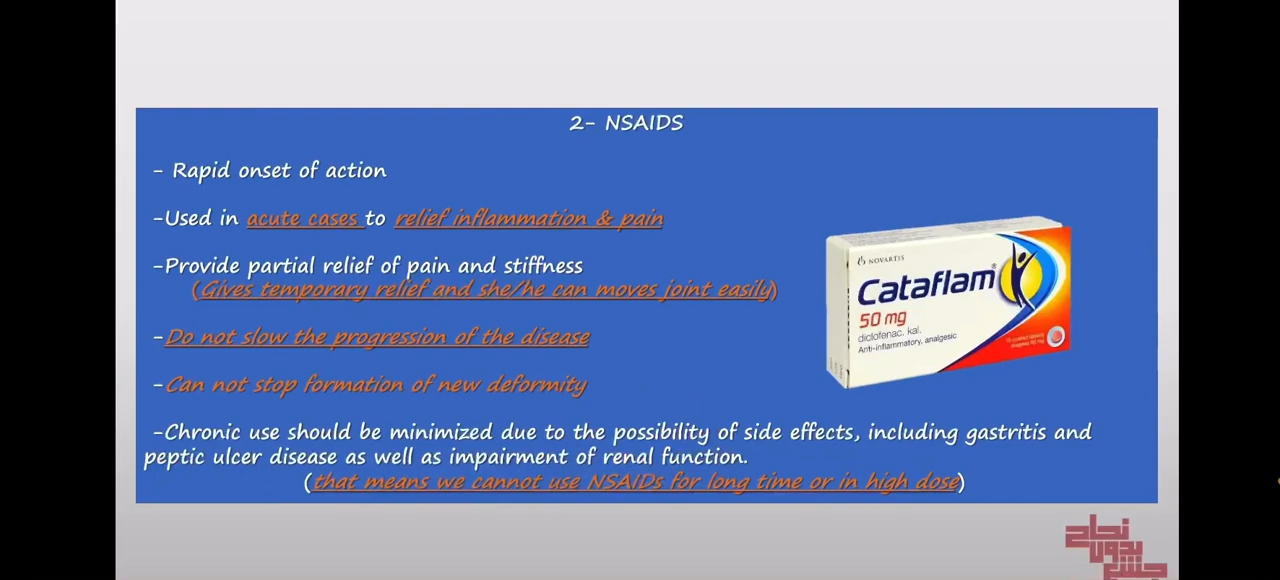 2- NSAIDS
- Rapid onset of action
-Used in acute cases to relief inflammation & pain
-Provide partial relief of pain and stiffness
(Gives temporary relief and she/he can moves joint easily)
-Do not slow the progression of the disease
-Can not stop formation of new deformity
-Chronic use should be minimized due to the possibility of side effects, including gastritis and
peptic ulcer disease as well as impairment of renal function.
(that means we cannot use NSAIDs for long time or in high dose)
NOVARTIS
Cataflam®
50 mg
diclofenac. kal.
Anti-inflammatory, analgesic
نجاح
بدون